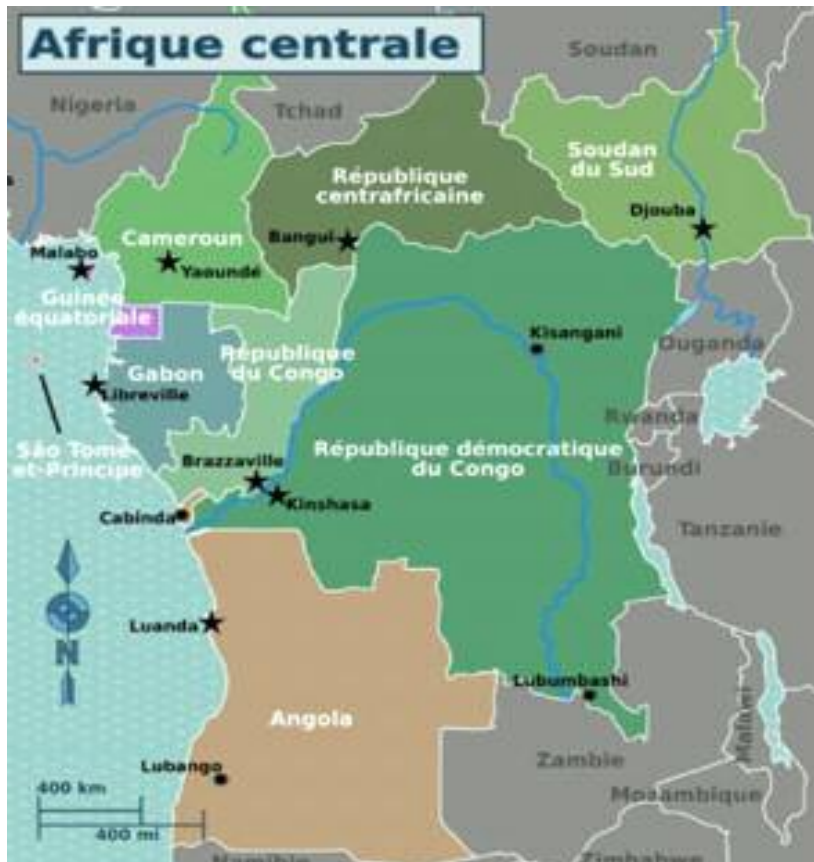 Afrique centrale
Soudan
Nigeria
Tchad
Soudan
du Sud
République
centrafricaine
Djouba
Cameroun
Bangui
Malabo
Yaoundé
Guinée
équatoriale
Kisangani
Ouganda
République
du Congo
Gabon
Libreville
Rwanda
São Tomé-
et-Principe
République démocratique
du Congo
Brazzaville
Burundi
Kinshasa
Cabinda
Tanzanie
N
Luanda
Lubumbashi
Angola
Malawi
Zambie
Lubango
400 km
Mozambique
400 mi
Namibie
Zimbabwe